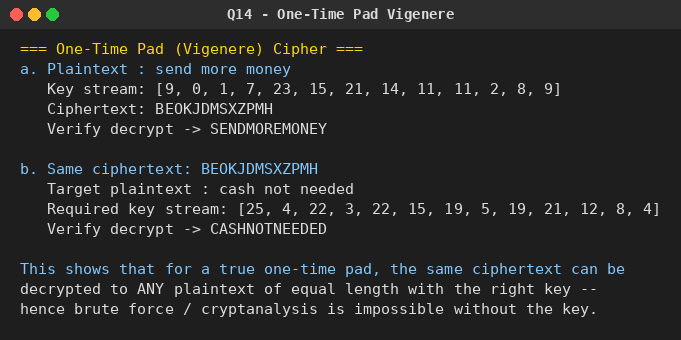 Q14 - One-Time Pad Vigenere
=== One-Time Pad (Vigenere) Cipher ===
a. Plaintext : send more money
Key stream: [9, 0, 1, 7, 23, 15, 21, 14, 11, 11, 2, 8, 9]
Ciphertext: BEOKJDMSXZPMH
Verify decrypt -> SENDMOREMONEY
b. Same ciphertext: BEOKJDMSXZPMH
Target plaintext : cash not needed
Required key stream: [25, 4, 22, 3, 22, 15, 19, 5, 19, 21, 12, 8, 4]
Verify decrypt -> CASHNOTNEEDED
This shows that for a true one-time pad, the same ciphertext can be
decrypted to ANY plaintext of equal length with the right key --
hence brute force / cryptanalysis is impossible without the key.